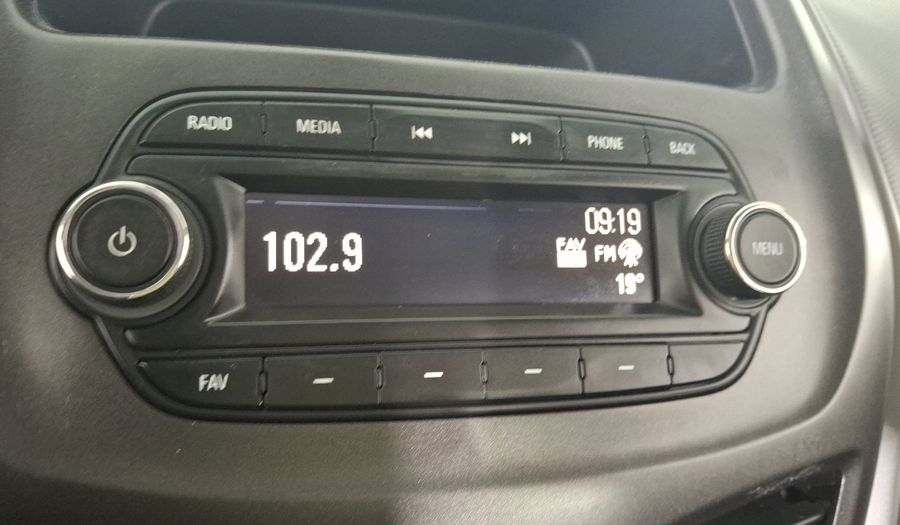 RADIO MEDIA PHONE BACK
09:19
102.9 FAV FM
19°
MENU
FAV